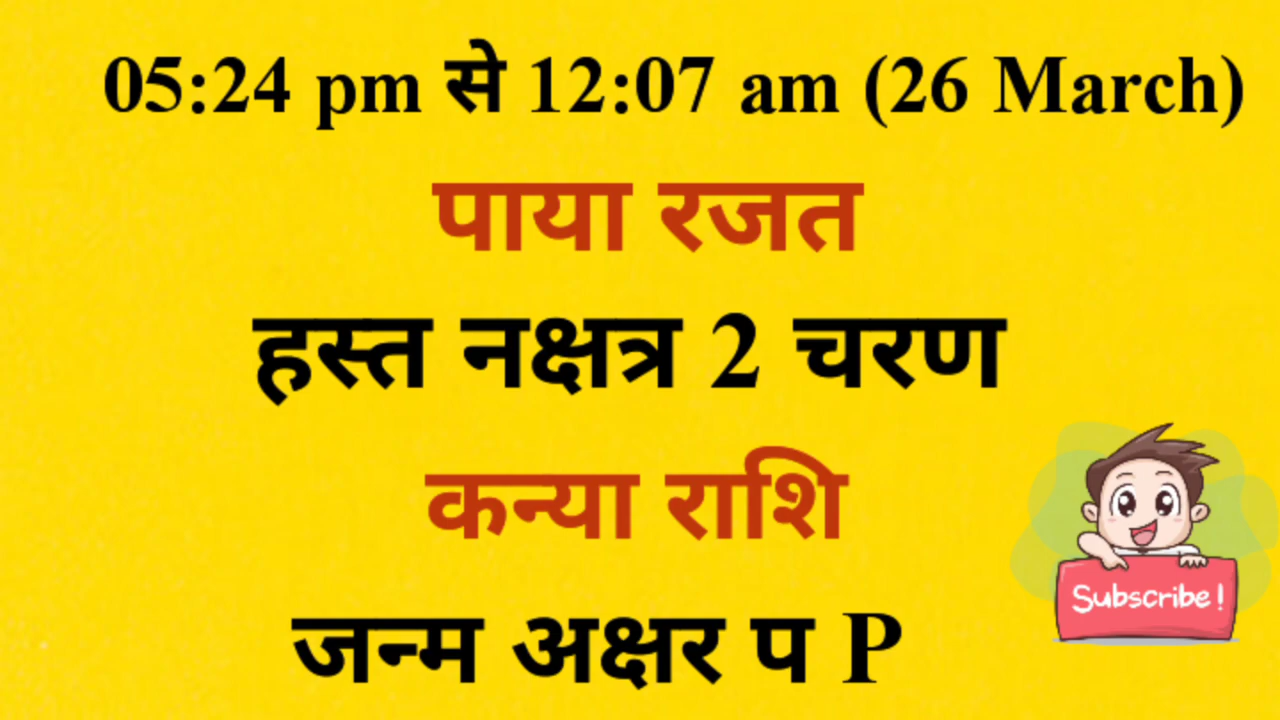 05:24 pm से 12:07 am (26 March)
पाया रजत
हस्त नक्षत्र 2 चरण
कन्या राशि
Subscribe!
जन्म अक्षर प P